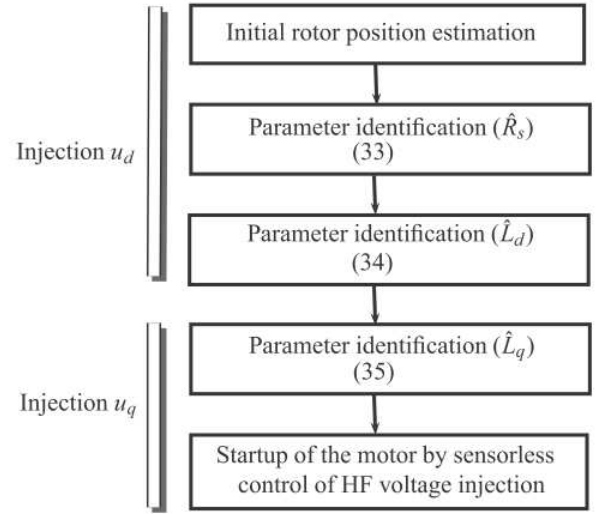 Initial rotor position estimation
Parameter identification (R̂ₛ)
(33)
Injection u_d
Parameter identification (L̂_d)
(34)
Parameter identification (L̂_q)
(35)
Injection u_q
Startup of the motor by sensorless
control of HF voltage injection